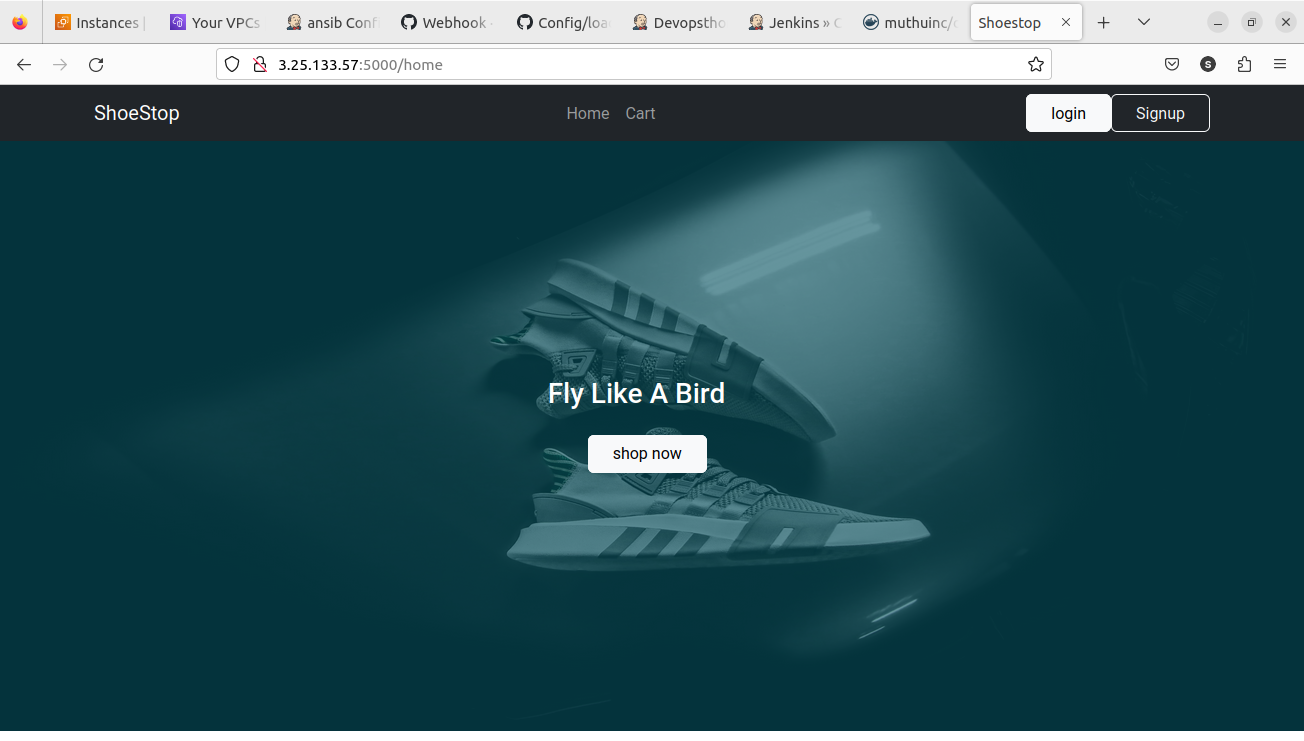 Instances |
Your VPCs
ansib Conf
Webhook -
Config/loa
Devopstho
Jenkins » C
muthuinc/
Shoestop
3.25.133.57:5000/home
S
ShoeStop
Home
Cart
login
Signup
Fly Like A Bird
shop now